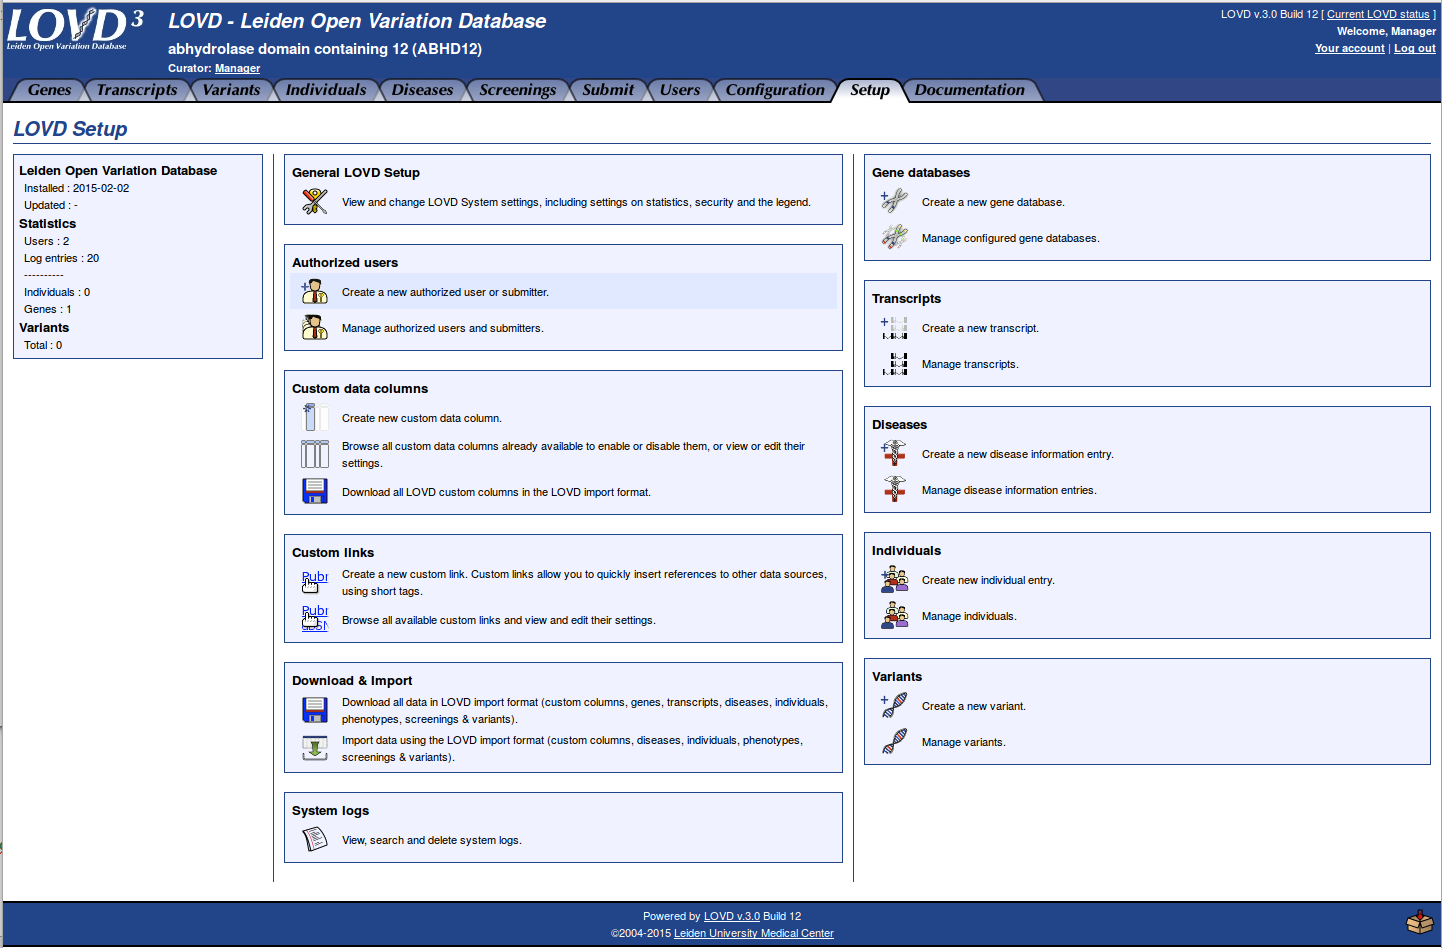 LOVD 3
Leiden Open Variation Database
LOVD - Leiden Open Variation Database
abhydrolase domain containing 12 (ABHD12)
Curator: Manager
LOVD v.3.0 Build 12 [ Current LOVD status ]
Welcome, Manager
Your account | Log out
Genes Transcripts Variants Individuals Diseases Screenings Submit Users Configuration Setup Documentation
LOVD Setup
Leiden Open Variation Database
Installed : 2015-02-02
Updated : -
Statistics
Users : 2
Log entries : 20
----------
Individuals : 0
Genes : 1
Variants
Total : 0
General LOVD Setup
View and change LOVD System settings, including settings on statistics, security and the legend.
Authorized users
Create a new authorized user or submitter.
Manage authorized users and submitters.
Custom data columns
Create new custom data column.
Browse all custom data columns already available to enable or disable them, or view or edit their
settings.
Download all LOVD custom columns in the LOVD import format.
Custom links
Create a new custom link. Custom links allow you to quickly insert references to other data sources,
using short tags.
Browse all available custom links and view and edit their settings.
Download & Import
Download all data in LOVD import format (custom columns, genes, transcripts, diseases, individuals,
phenotypes, screenings & variants).
Import data using the LOVD import format (custom columns, diseases, individuals, phenotypes,
screenings & variants).
System logs
View, search and delete system logs.
Gene databases
Create a new gene database.
Manage configured gene databases.
Transcripts
Create a new transcript.
Manage transcripts.
Diseases
Create a new disease information entry.
Manage disease information entries.
Individuals
Create new individual entry.
Manage individuals.
Variants
Create a new variant.
Manage variants.
Powered by LOVD v.3.0 Build 12
©2004-2015 Leiden University Medical Center